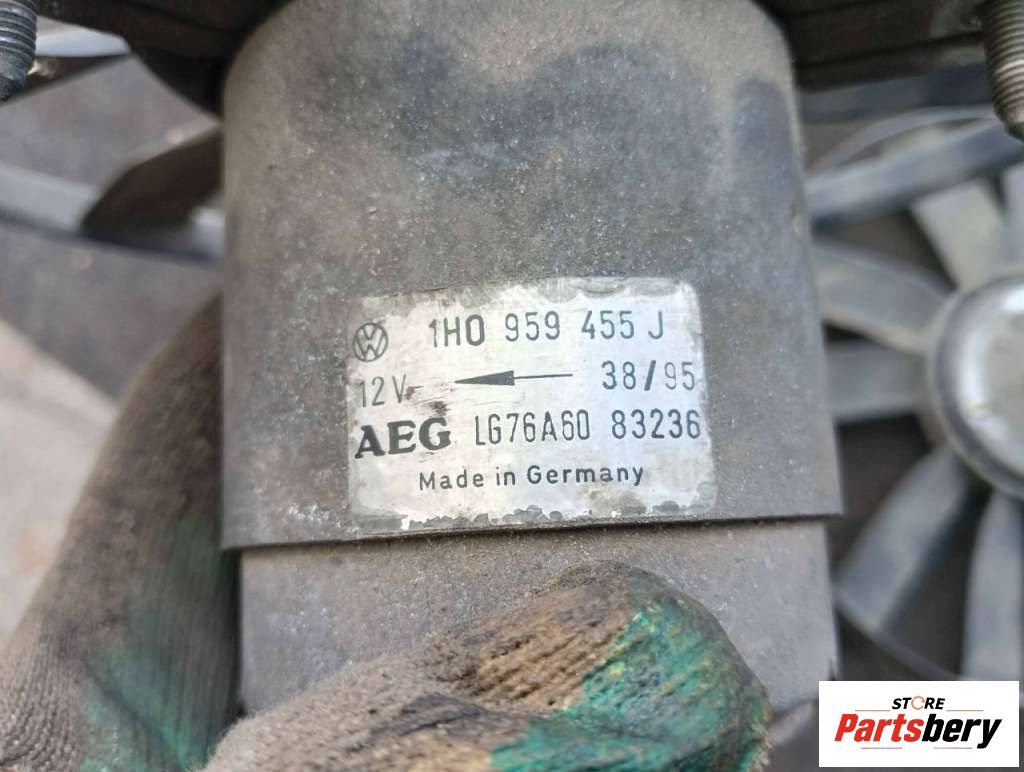 1H0 959 455 J
12V 38/95
AEG LG76A60 83236
Made in Germany
STORE
Partsbery